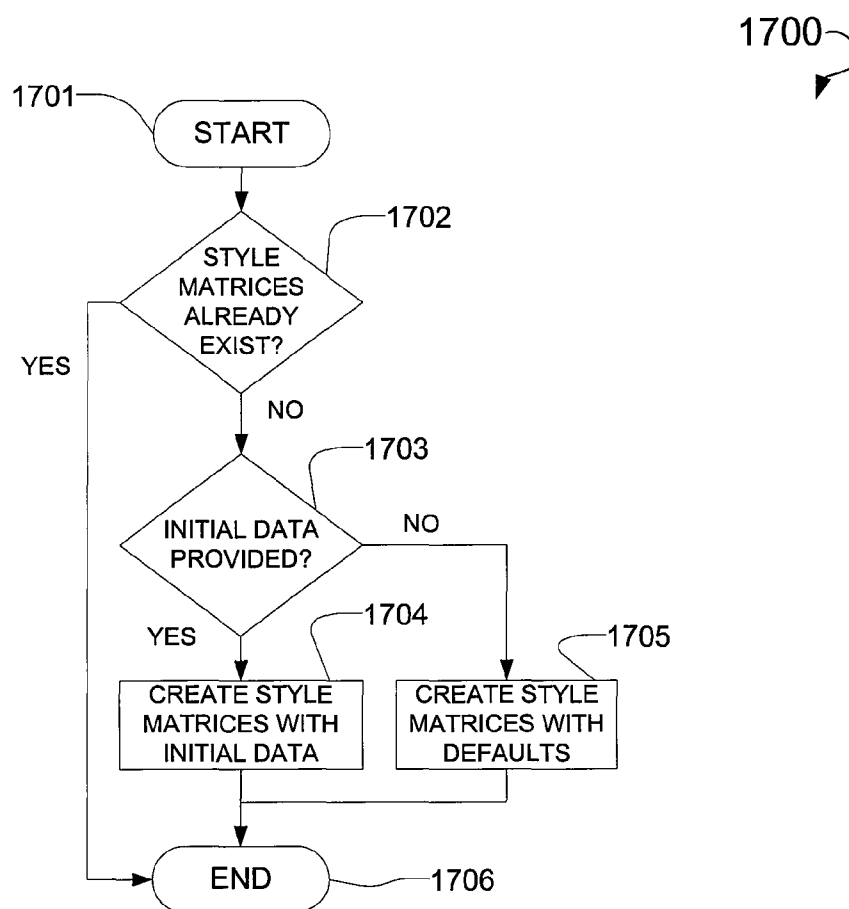 1700
1701
START
1702
STYLE
MATRICES
ALREADY
EXIST?
YES
NO
1703
INITIAL DATA
PROVIDED?
NO
YES
1704
1705
CREATE STYLE
MATRICES WITH
INITIAL DATA
CREATE STYLE
MATRICES WITH
DEFAULTS
END
1706